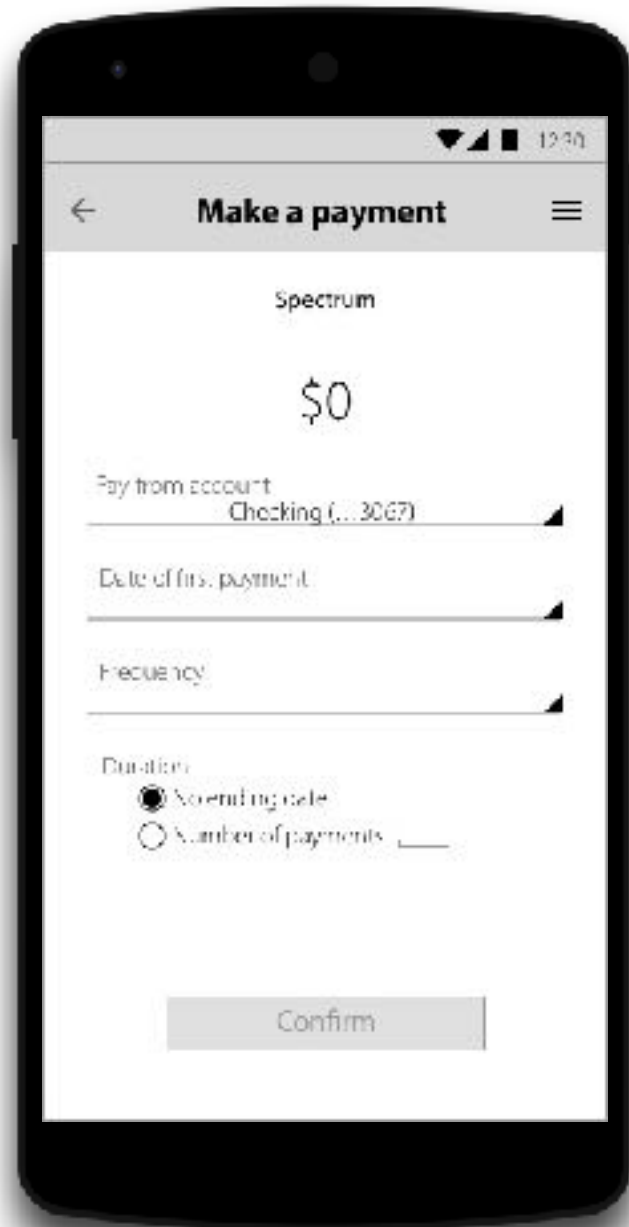 12:30
Make a payment
Spectrum
$0
Pay from account
Checking (...3067)
Date of first payment
Frequency
Duration
No ending date
Number of payments
Confirm